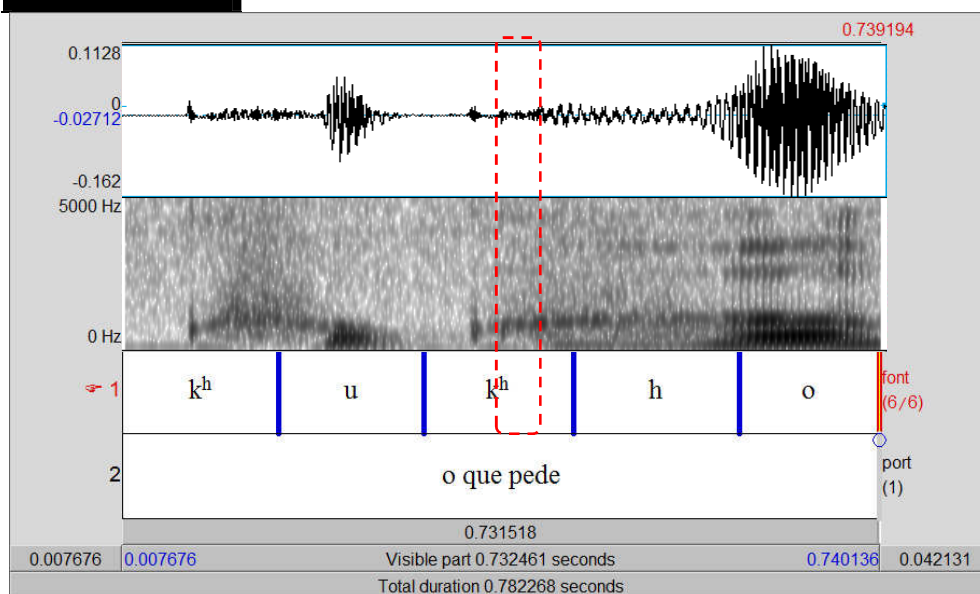 0.739194
0.1128
0
-0.02712
-0.162
5000 Hz
0 Hz
☞ 1
kʰ u kʰ h o
font
(6/6)
2
o que pede
port
(1)
0.731518
0.007676 0.007676 Visible part 0.732461 seconds 0.740136 0.042131
Total duration 0.782268 seconds